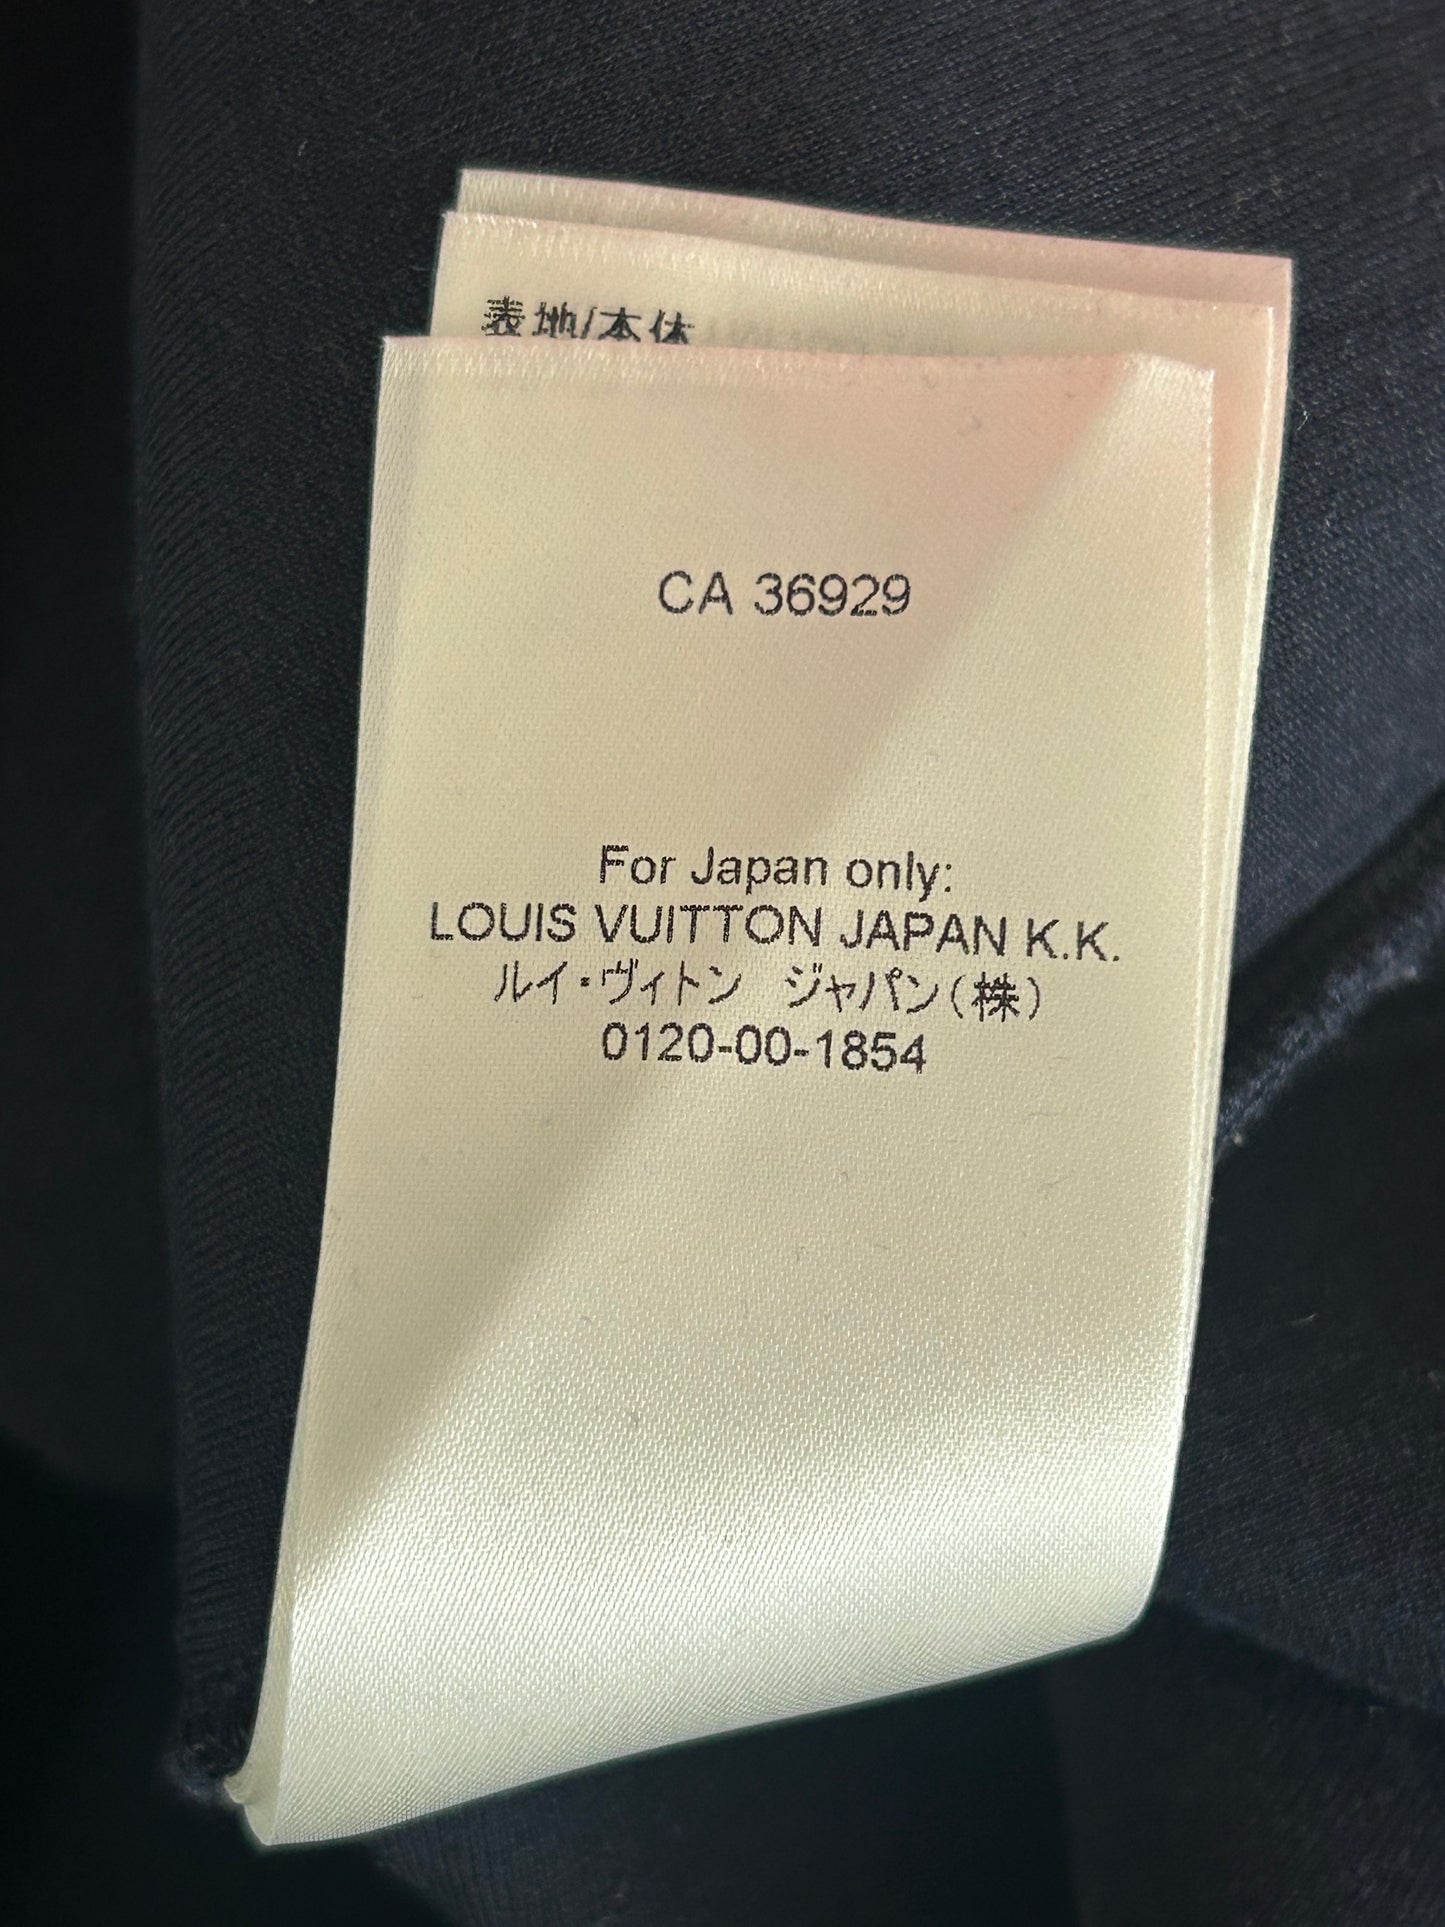 表地/本体
CA 36929
For Japan only:
LOUIS VUITTON JAPAN K.K.
ルイ・ヴィトン　ジャパン(株)
0120-00-1854